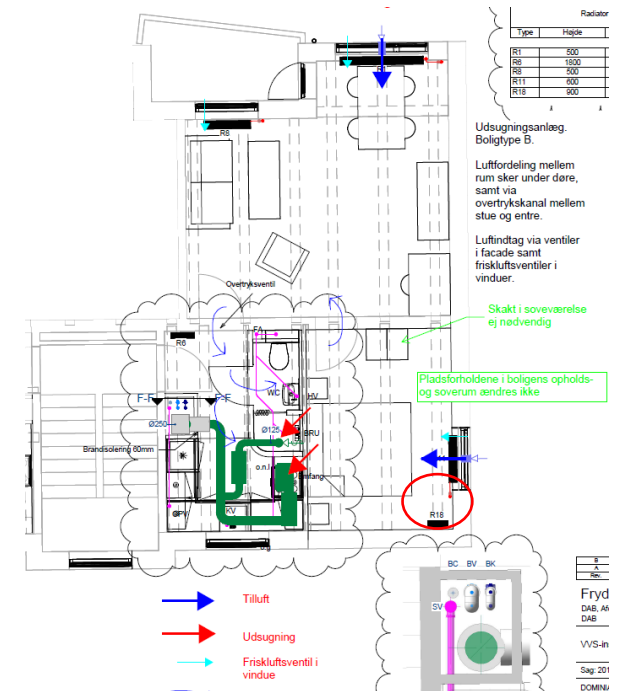 Radiator
Type Højde
R1 500
R6 1800
R8 500
R11 600
R18 900
Udsugningsanlæg.
Boligtype B.
Luftfordeling mellem
rum sker under døre,
samt via
overtrykskanal mellem
stue og entre.
Luftindtag via ventiler
i facade samt
friskluftsventiler i
vinduer.
R8
Overtryksventil
Skakt i soveværelse
ej nødvendig
R6
FA
WC
HV
Pladsforholdene i boligens opholds-
og soverum ændres ikke
F-F
F-F
Ø250
Ø125
BRU
Brandisolering 60mm
o.n.l
emfang
KV
R18
BC BV BK
SV
Tilluft
Udsugning
Friskluftsventil i
vindue
B
A
Rev.
Fryd
DAB
VVS-in
Sag: 201
DOMINIA